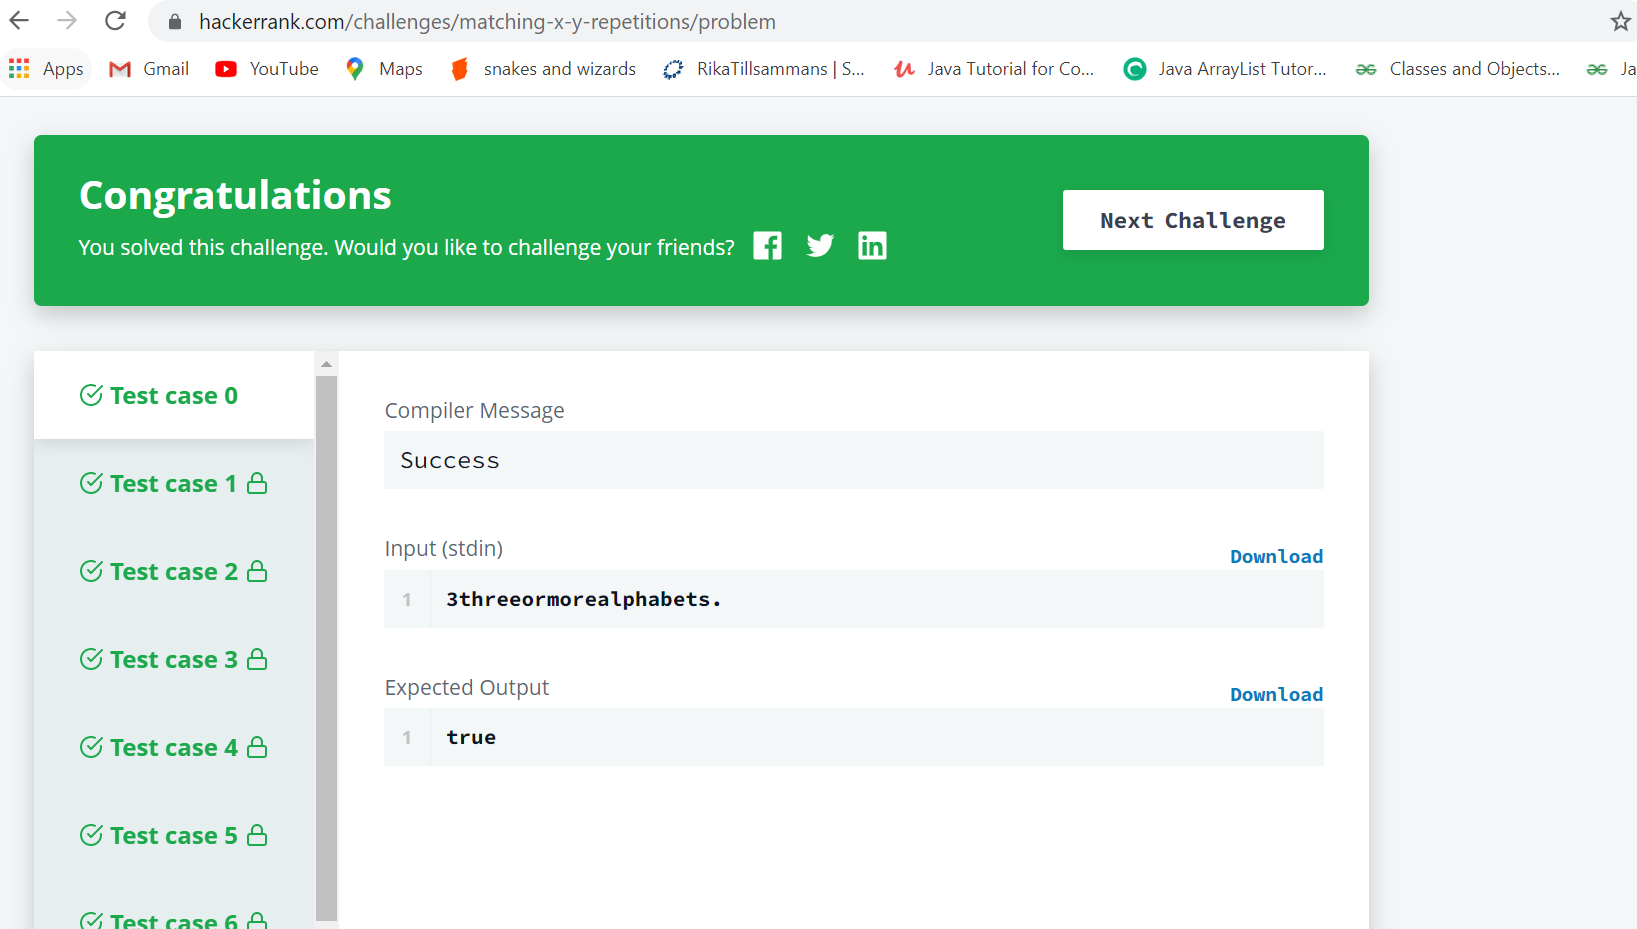 hackerrank.com/challenges/matching-x-y-repetitions/problem
Apps Gmail YouTube Maps snakes and wizards RikaTillsammans | S... Java Tutorial for Co... Java ArrayList Tutor... Classes and Objects... Ja
Congratulations
You solved this challenge. Would you like to challenge your friends?
Next Challenge
Test case 0
Test case 1
Test case 2
Test case 3
Test case 4
Test case 5
Test case 6
Compiler Message
Success
Input (stdin)
Download
1 3threeormorealphabets.
Expected Output
Download
1 true